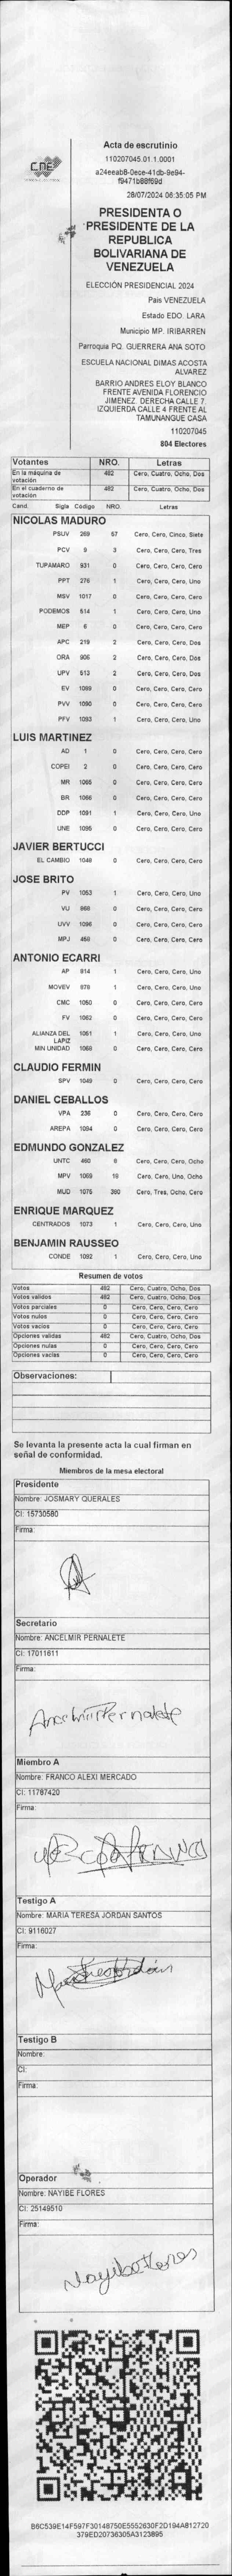 CNE
Acta de escrutinio
110207045.01.1.0001
a24eeab8-0ece-41db-9e94-
f9471b88f69d
28/07/2024 06:35:05 PM
PRESIDENTA O
PRESIDENTE DE LA
REPUBLICA
BOLIVARIANA DE
VENEZUELA
ELECCIÓN PRESIDENCIAL 2024
Pais VENEZUELA
Estado EDO. LARA
Municipio MP. IRIBARREN
Parroquia PQ. GUERRERA ANA SOTO
ESCUELA NACIONAL DIMAS ACOSTA
ALVAREZ
BARRIO ANDRES ELOY BLANCO
FRENTE AVENIDA FLORENCIO
JIMENEZ. DERECHA CALLE 7.
IZQUIERDA CALLE 4 FRENTE AL
TAMUNANGUE CASA
110207045
804 Electores
Votantes NRO. Letras
En la máquina de votación 482 Cero, Cuatro, Ocho, Dos
En el cuaderno de votación 482 Cero, Cuatro, Ocho, Dos
Cand. Sigla Código NRO. Letras
NICOLAS MADURO
PSUV 269 57 Cero, Cero, Cinco, Siete
PCV 9 3 Cero, Cero, Cero, Tres
TUPAMARO 931 0 Cero, Cero, Cero, Cero
PPT 276 1 Cero, Cero, Cero, Uno
MSV 1017 0 Cero, Cero, Cero, Cero
PODEMOS 514 1 Cero, Cero, Cero, Uno
MEP 6 0 Cero, Cero, Cero, Cero
APC 219 2 Cero, Cero, Cero, Dos
ORA 906 2 Cero, Cero, Cero, Dos
UPV 513 2 Cero, Cero, Cero, Dos
EV 1099 0 Cero, Cero, Cero, Cero
PVV 1090 0 Cero, Cero, Cero, Cero
PFV 1093 1 Cero, Cero, Cero, Uno
LUIS MARTINEZ
AD 1 0 Cero, Cero, Cero, Cero
COPEI 2 0 Cero, Cero, Cero, Cero
MR 1065 0 Cero, Cero, Cero, Cero
BR 1066 0 Cero, Cero, Cero, Cero
DDP 1091 1 Cero, Cero, Cero, Uno
UNE 1095 0 Cero, Cero, Cero, Cero
JAVIER BERTUCCI
EL CAMBIO 1048 0 Cero, Cero, Cero, Cero
JOSE BRITO
PV 1053 1 Cero, Cero, Cero, Uno
VU 868 0 Cero, Cero, Cero, Cero
UVV 1096 0 Cero, Cero, Cero, Cero
MPJ 459 0 Cero, Cero, Cero, Cero
ANTONIO ECARRI
AP 914 1 Cero, Cero, Cero, Uno
MOVEV 878 1 Cero, Cero, Cero, Uno
CMC 1050 0 Cero, Cero, Cero, Cero
FV 1062 0 Cero, Cero, Cero, Cero
ALIANZA DEL LAPIZ 1061 1 Cero, Cero, Cero, Uno
MIN UNIDAD 1068 0 Cero, Cero, Cero, Cero
CLAUDIO FERMIN
SPV 1049 0 Cero, Cero, Cero, Cero
DANIEL CEBALLOS
VPA 236 0 Cero, Cero, Cero, Cero
AREPA 1094 0 Cero, Cero, Cero, Cero
EDMUNDO GONZALEZ
UNTC 460 8 Cero, Cero, Cero, Ocho
MPV 1069 18 Cero, Cero, Uno, Ocho
MUD 1075 380 Cero, Tres, Ocho, Cero
ENRIQUE MARQUEZ
CENTRADOS 1073 1 Cero, Cero, Cero, Uno
BENJAMIN RAUSSEO
CONDE 1092 1 Cero, Cero, Cero, Uno
Resumen de votos
Votos 482 Cero, Cuatro, Ocho, Dos
Votos validos 482 Cero, Cuatro, Ocho, Dos
Votos parciales 0 Cero, Cero, Cero, Cero
Votos nulos 0 Cero, Cero, Cero, Cero
Votos vacios 0 Cero, Cero, Cero, Cero
Opciones validas 482 Cero, Cuatro, Ocho, Dos
Opciones nulas 0 Cero, Cero, Cero, Cero
Opciones vacias 0 Cero, Cero, Cero, Cero
Observaciones:
Se levanta la presente acta la cual firman en
señal de conformidad.
Miembros de la mesa electoral
Presidente
Nombre: JOSMARY QUERALES
CI: 15730580
Firma:
Secretario
Nombre: ANCELMIR PERNALETE
CI: 17011611
Firma:
Ancelmir Pernalete
Miembro A
Nombre: FRANCO ALEXI MERCADO
CI: 11787420
Firma:
Testigo A
Nombre: MARIA TERESA JORDAN SANTOS
CI: 9116027
Firma:
Testigo B
Nombre:
CI:
Firma:
Operador
Nombre: NAYIBE FLORES
CI: 25149510
Firma:
Nayibe Flores
B6C539E14F597F30148750E5552630F2D194A812720
379ED20736305A3123895